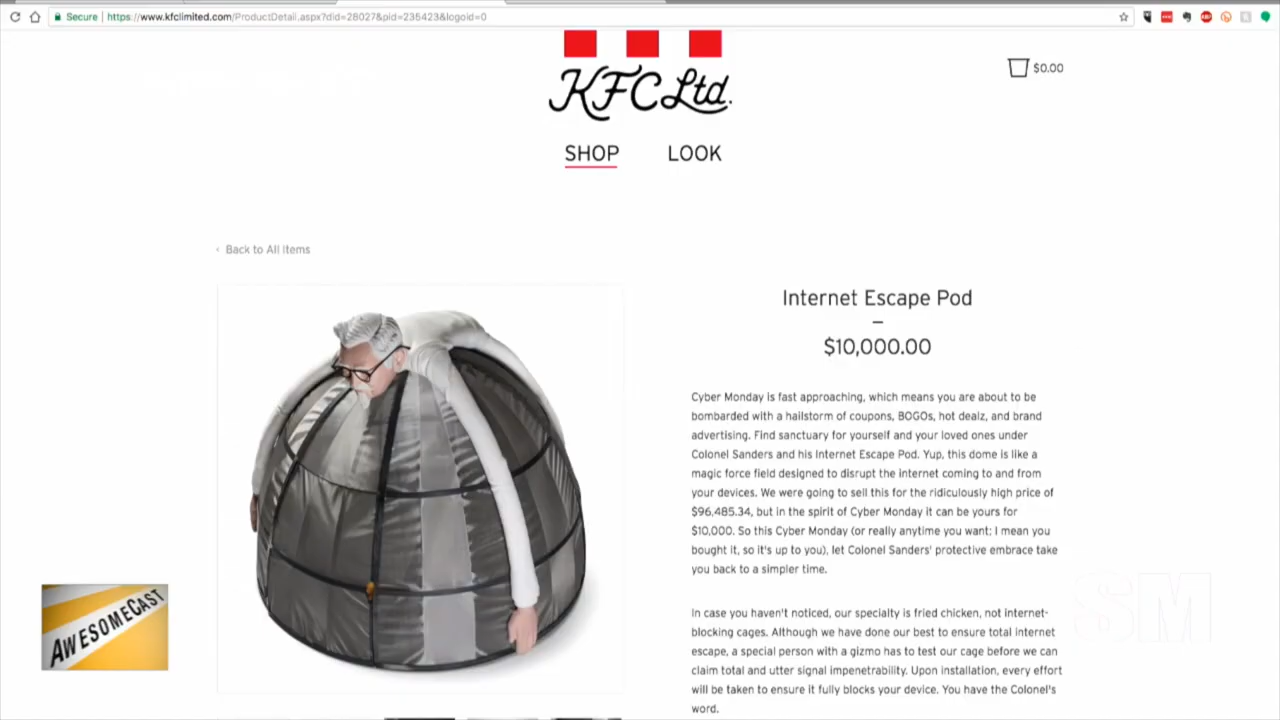 Secure https://www.kfclimited.com/ProductDetail.aspx?did=28027&pid=235423&logoid=0
KFC Ltd.
$0.00
SHOP LOOK
‹ Back to All Items
Internet Escape Pod
–
$10,000.00
Cyber Monday is fast approaching, which means you are about to be
bombarded with a hailstorm of coupons, BOGOs, hot dealz, and brand
advertising. Find sanctuary for yourself and your loved ones under
Colonel Sanders and his Internet Escape Pod. Yup, this dome is like a
magic force field designed to disrupt the internet coming to and from
your devices. We were going to sell this for the ridiculously high price of
$96,485.34, but in the spirit of Cyber Monday it can be yours for
$10,000. So this Cyber Monday (or really anytime you want; I mean you
bought it, so it's up to you), let Colonel Sanders' protective embrace take
you back to a simpler time.
In case you haven't noticed, our specialty is fried chicken, not internet-
blocking cages. Although we have done our best to ensure total internet
escape, a special person with a gizmo has to test our cage before we can
claim total and utter signal impenetrability. Upon installation, every effort
will be taken to ensure it fully blocks your device. You have the Colonel's
word.
AWESOMECAST
SM